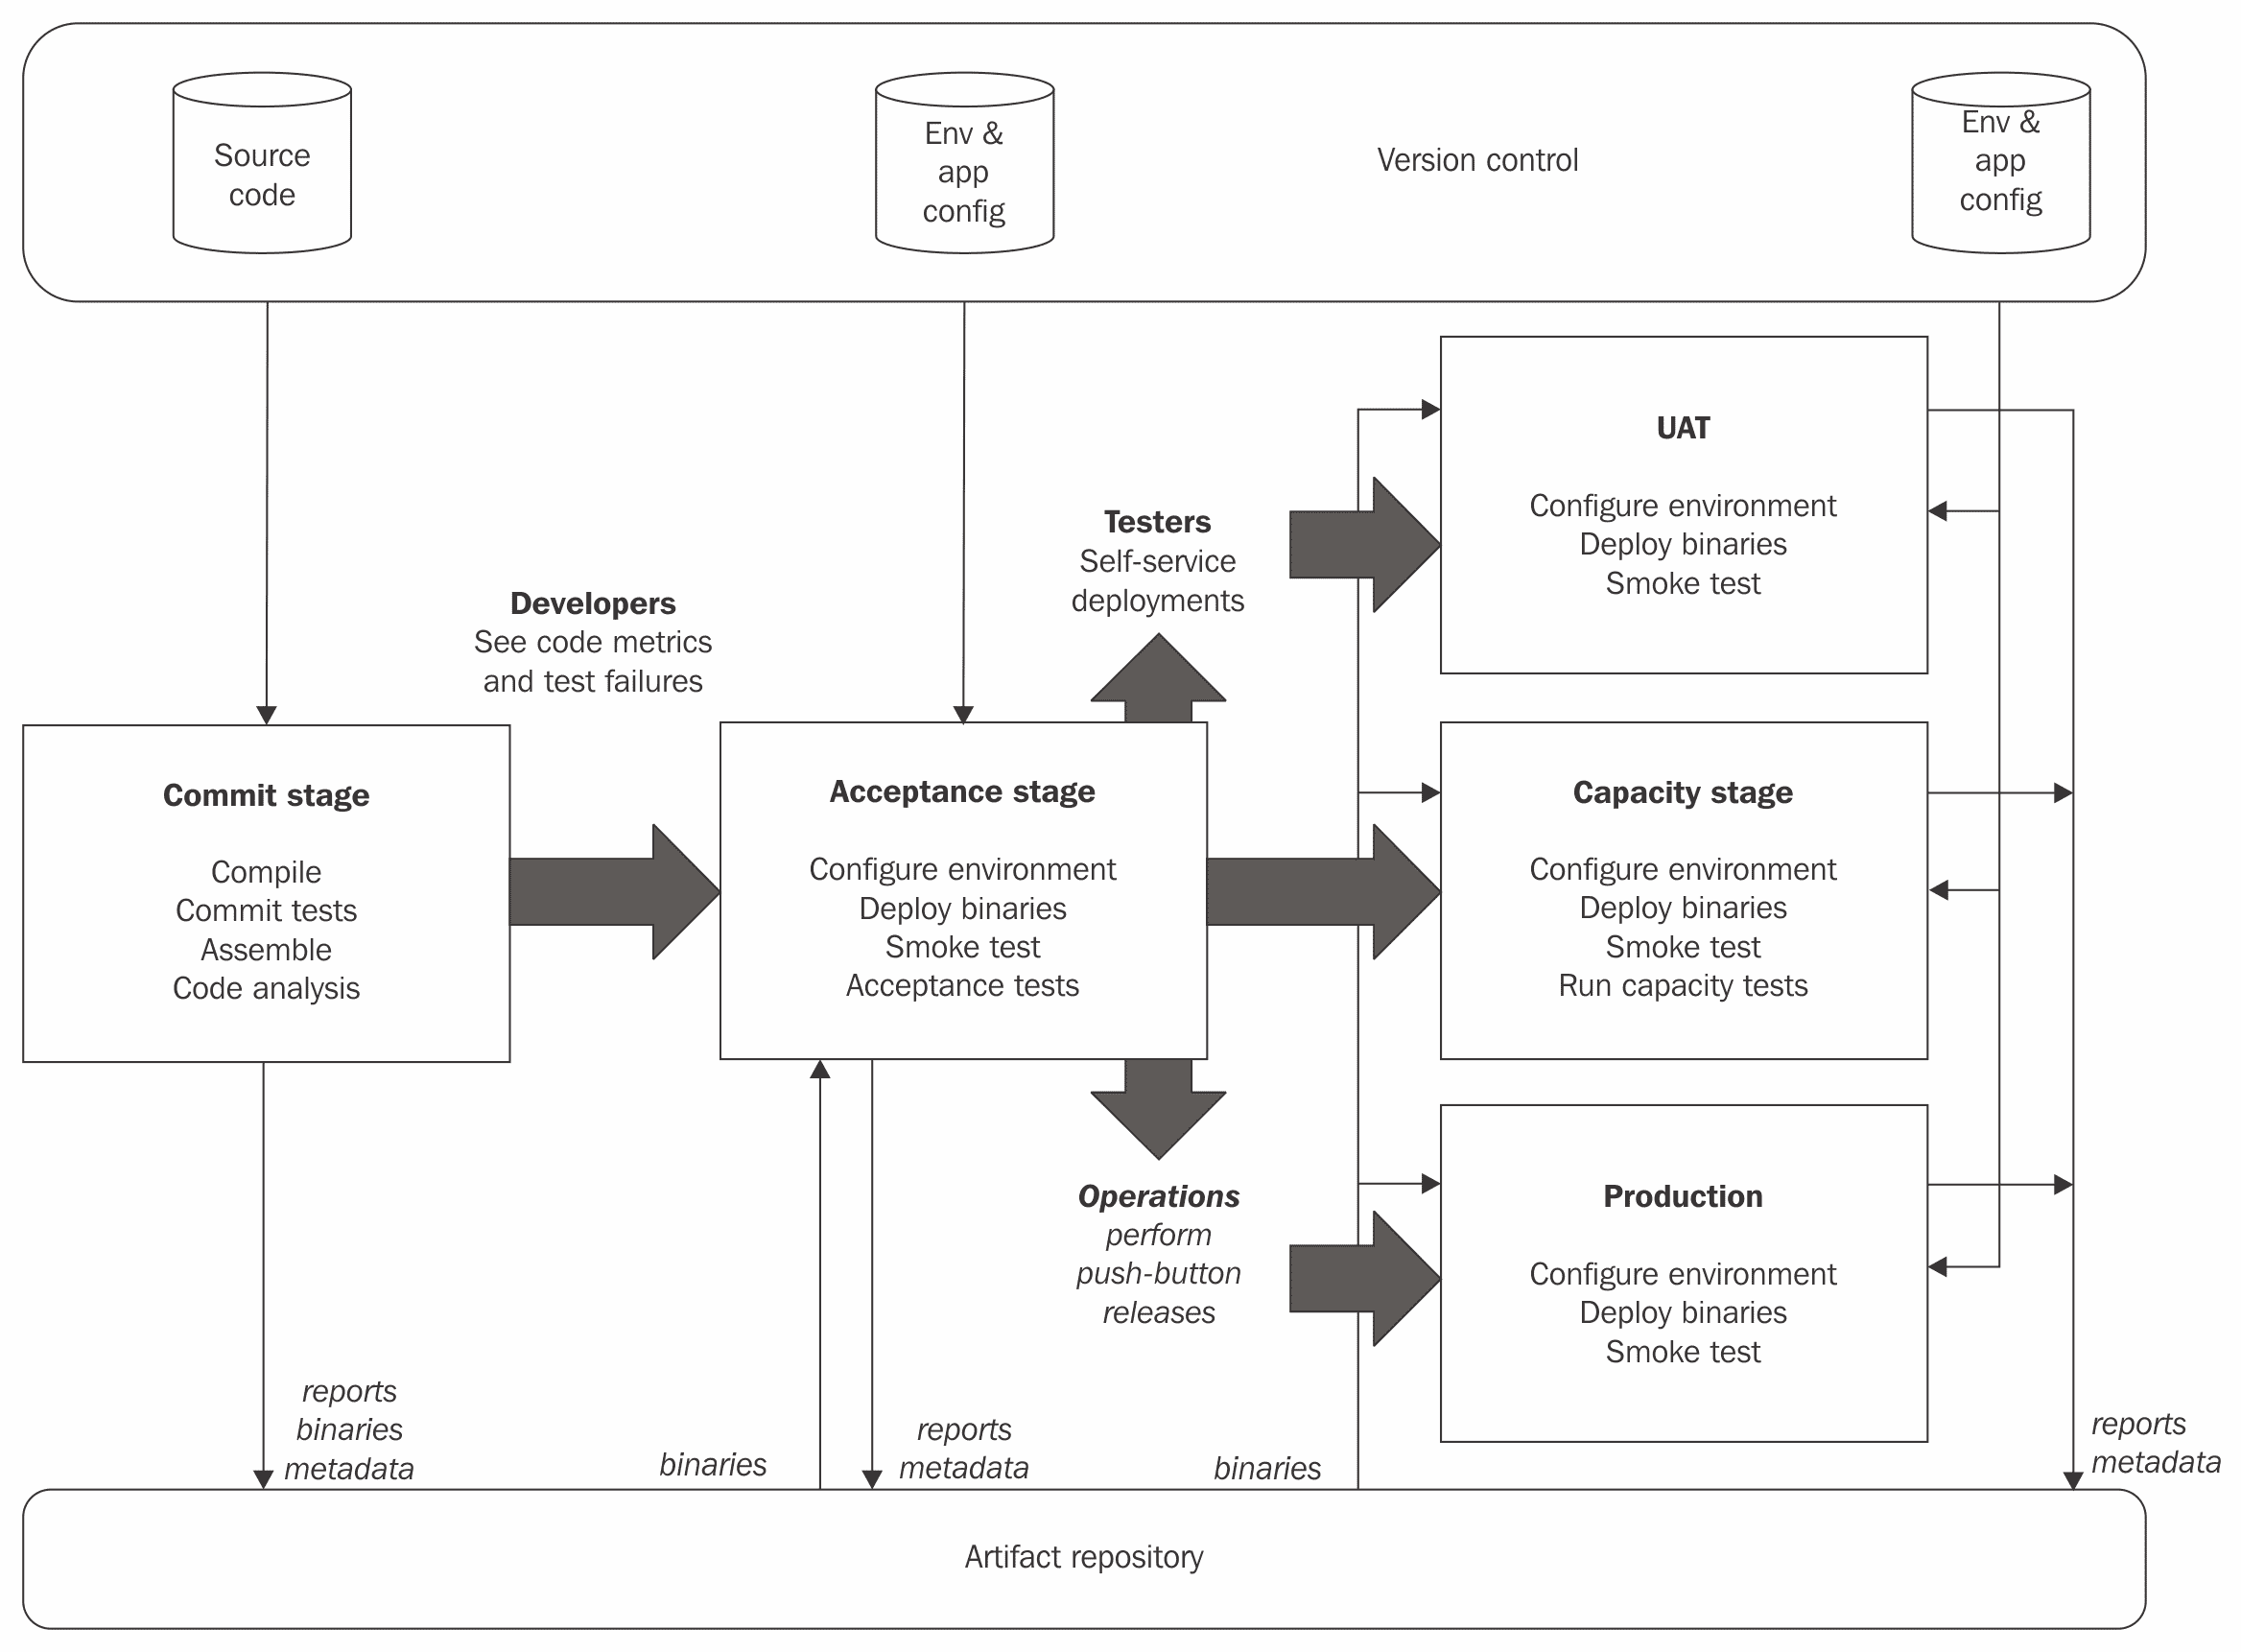 Source
code
Env &
app
config
Version control
Env &
app
config
Developers
See code metrics
and test failures
Testers
Self-service
deployments
UAT
Configure environment
Deploy binaries
Smoke test
Commit stage
Compile
Commit tests
Assemble
Code analysis
Acceptance stage
Configure environment
Deploy binaries
Smoke test
Acceptance tests
Capacity stage
Configure environment
Deploy binaries
Smoke test
Run capacity tests
Operations
perform
push-button
releases
Production
Configure environment
Deploy binaries
Smoke test
reports
binaries
metadata
binaries
reports
metadata
binaries
reports
metadata
Artifact repository